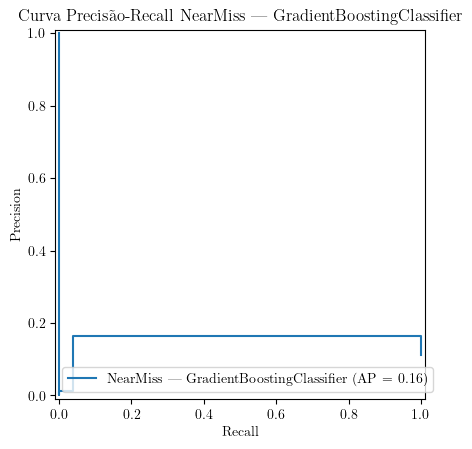 Curva Precisão-Recall NearMiss — GradientBoostingClassifier
1.0
0.8
0.6
0.4
0.2
0.0
Precision
NearMiss — GradientBoostingClassifier (AP = 0.16)
0.0 0.2 0.4 0.6 0.8 1.0
Recall